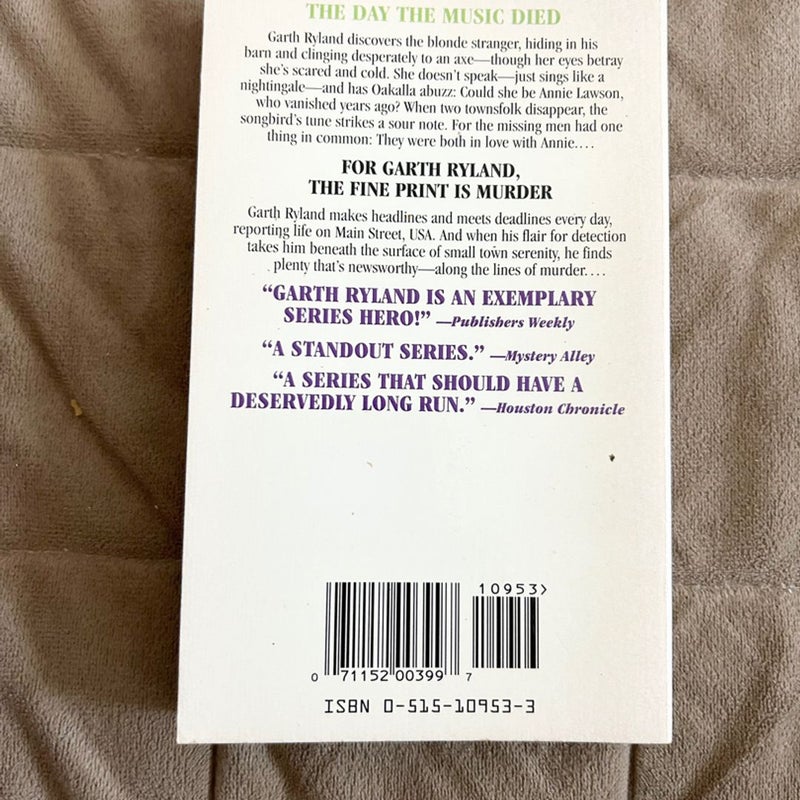 THE DAY THE MUSIC DIED
Garth Ryland discovers the blonde stranger, hiding in his
barn and clinging desperately to an axe—though her eyes betray
she's scared and cold. She doesn't speak—just sings like a
nightingale—and has Oakalla abuzz: Could she be Annie Lawson,
who vanished years ago? When two townsfolk disappear, the
songbird's tune strikes a sour note. For the missing men had one
thing in common: They were both in love with Annie....
FOR GARTH RYLAND,
THE FINE PRINT IS MURDER
Garth Ryland makes headlines and meets deadlines every day,
reporting life on Main Street, USA. And when his flair for detection
takes him beneath the surface of small town serenity, he finds
plenty that's newsworthy—along the lines of murder....
“GARTH RYLAND IS AN EXEMPLARY
SERIES HERO!” —Publishers Weekly
“A STANDOUT SERIES.” —Mystery Alley
“A SERIES THAT SHOULD HAVE A
DESERVEDLY LONG RUN.” —Houston Chronicle
10953>
0 71152 00399 7
ISBN 0-515-10953-3